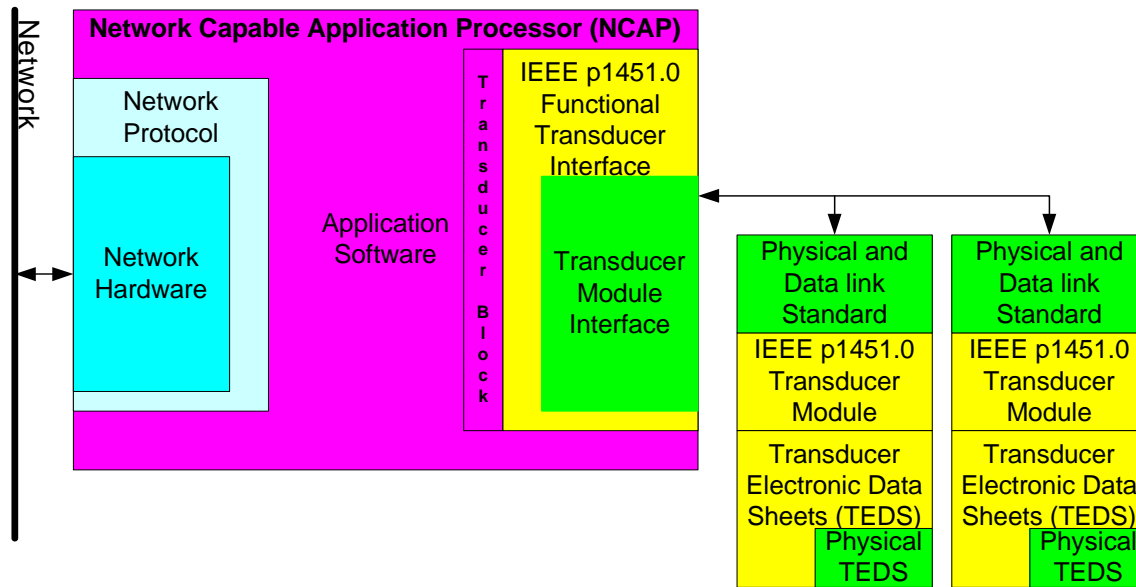 Network
Network Capable Application Processor (NCAP)
Network
Protocol
Network
Hardware
Application
Software
Transducer Block
IEEE p1451.0
Functional
Transducer
Interface
Transducer
Module
Interface
Physical and
Data link
Standard
IEEE p1451.0
Transducer
Module
Transducer
Electronic Data
Sheets (TEDS)
Physical
TEDS
Physical and
Data link
Standard
IEEE p1451.0
Transducer
Module
Transducer
Electronic Data
Sheets (TEDS)
Physical
TEDS